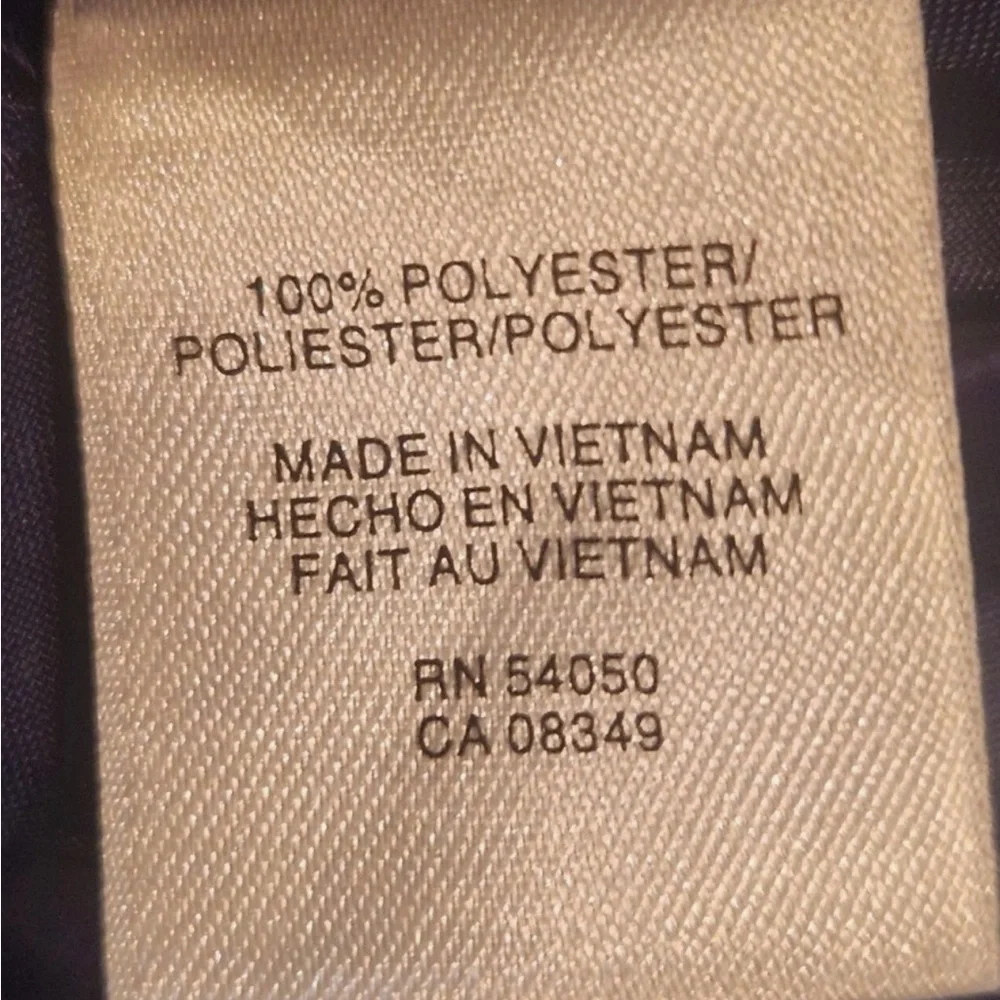 100% POLYESTER/
POLIESTER/POLYESTER
MADE IN VIETNAM
HECHO EN VIETNAM
FAIT AU VIETNAM
RN 54050
CA 08349